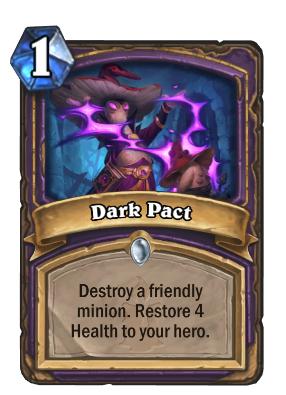 1
Dark Pact
Destroy a friendly
minion. Restore 4
Health to your hero.